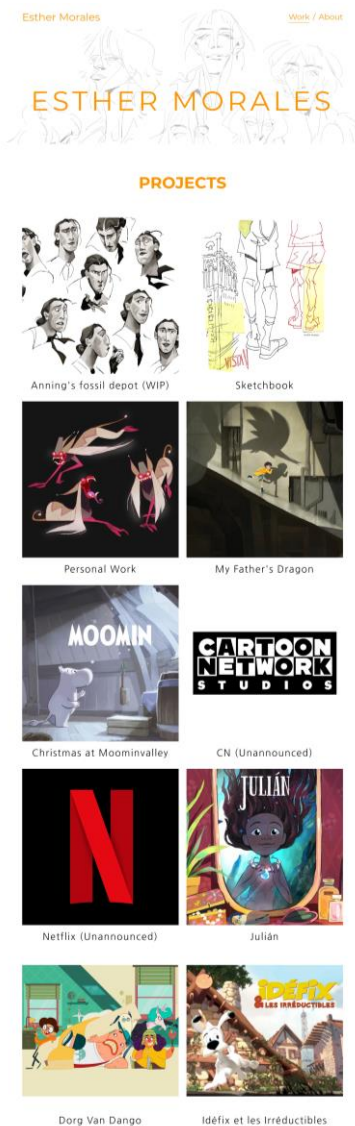 Esther Morales
Work / About
ESTHER MORALES
PROJECTS
Anning's fossil depot (WIP)
Sketchbook
Personal Work
My Father's Dragon
MOOMIN
Christmas at Moominvalley
CARTOON
NETWORK
STUDIOS
CN (Unannounced)
N
Netflix (Unannounced)
JULIÁN
Julián
IDÉFIX
& LES IRRÉDUCTIBLES
Dorg Van Dango
Idéfix et les Irréductibles